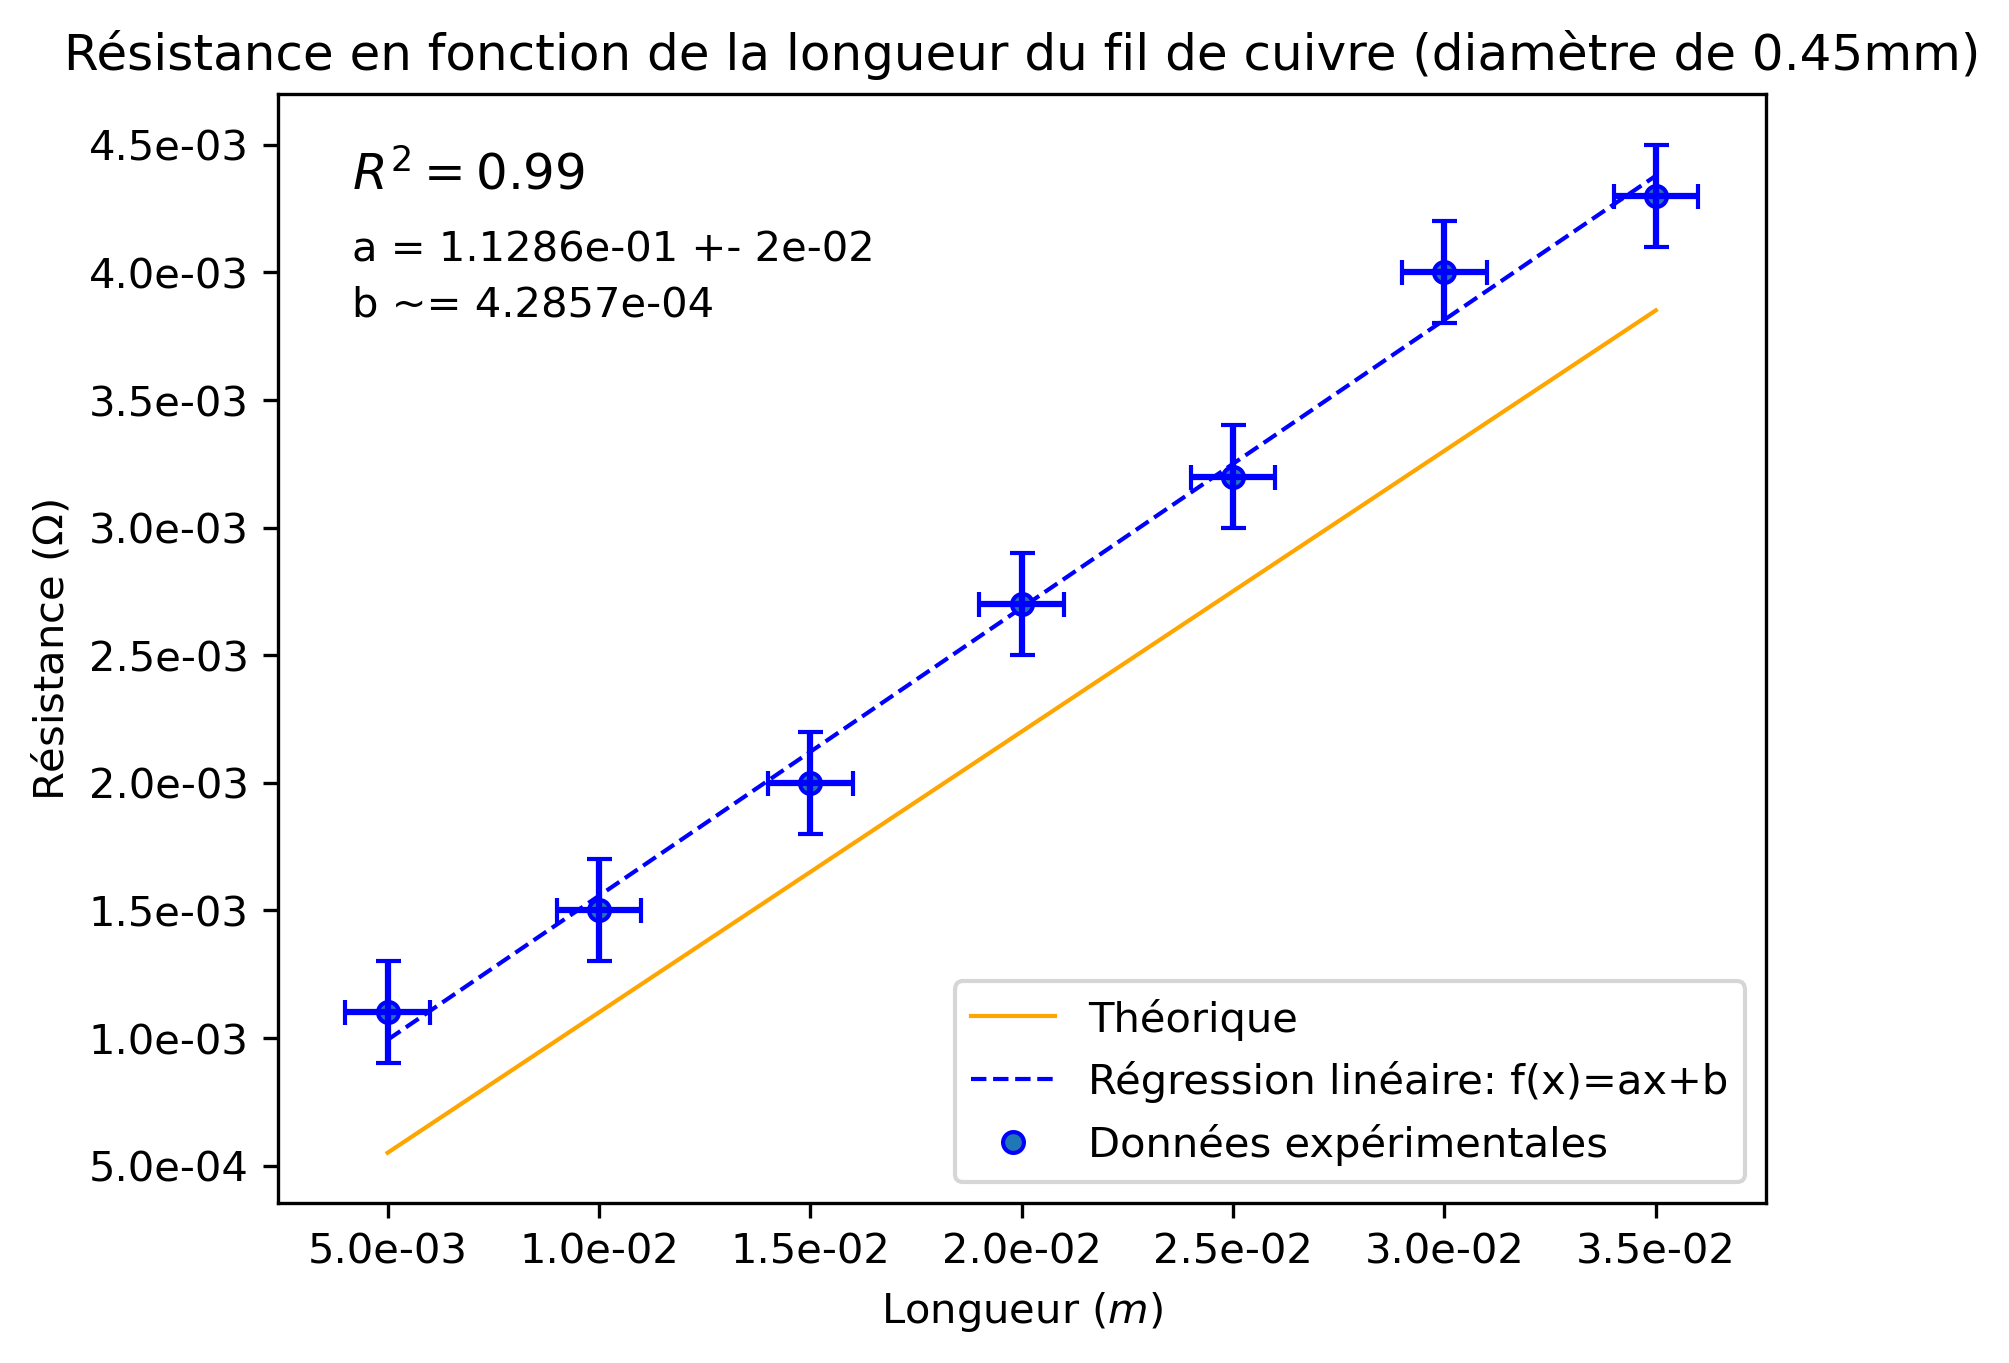 Résistance en fonction de la longueur du fil de cuivre (diamètre de 0.45mm)
R² = 0.99
a = 1.1286e-01 +- 2e-02
b ~= 4.2857e-04
4.5e-03
4.0e-03
3.5e-03
3.0e-03
2.5e-03
2.0e-03
1.5e-03
1.0e-03
5.0e-04
Résistance (Ω)
Théorique
Régression linéaire: f(x)=ax+b
Données expérimentales
5.0e-03 1.0e-02 1.5e-02 2.0e-02 2.5e-02 3.0e-02 3.5e-02
Longueur (m)